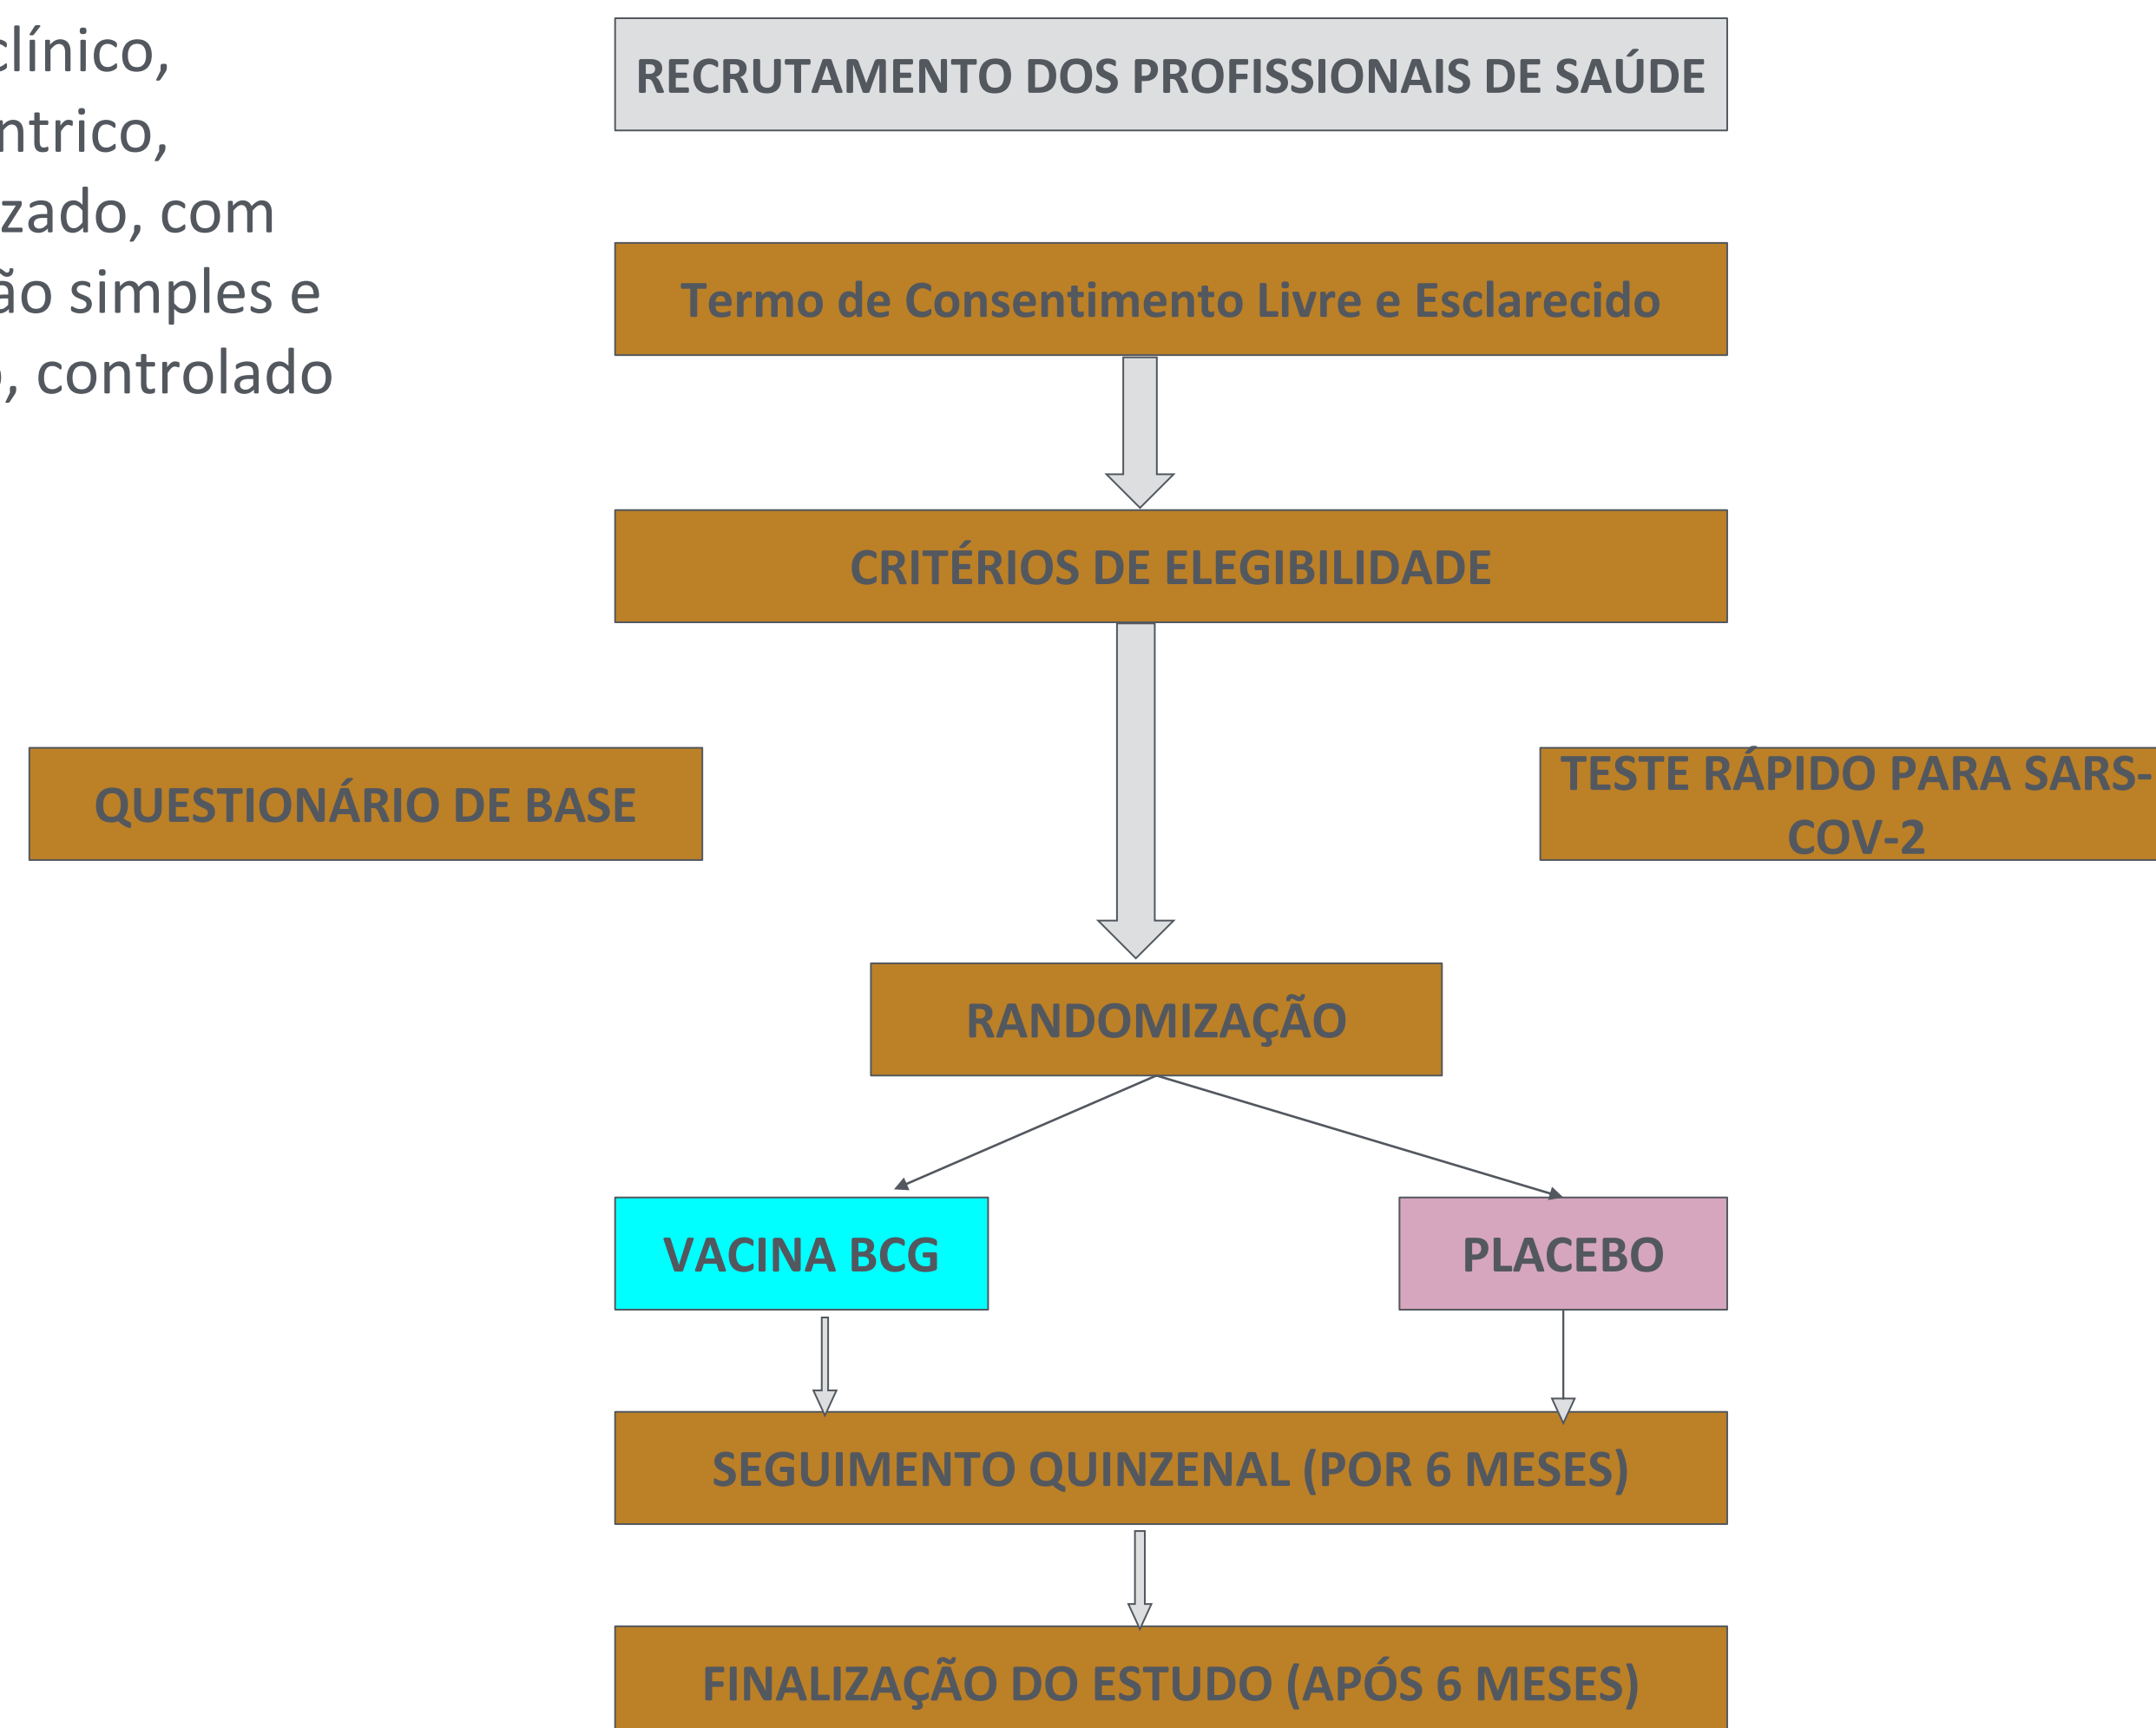 clínico,
ntrico,
zado, com
ão simples e
, controlado
RECRUTAMENTO DOS PROFISSIONAIS DE SAÚDE
Termo de Consentimento Livre e Esclarecido
CRITÉRIOS DE ELEGIBILIDADE
QUESTIONÁRIO DE BASE
TESTE RÁPIDO PARA SARS-
COV-2
RANDOMIZAÇÃO
VACINA BCG
PLACEBO
SEGUIMENTO QUINZENAL (POR 6 MESES)
FINALIZAÇÃO DO ESTUDO (APÓS 6 MESES)